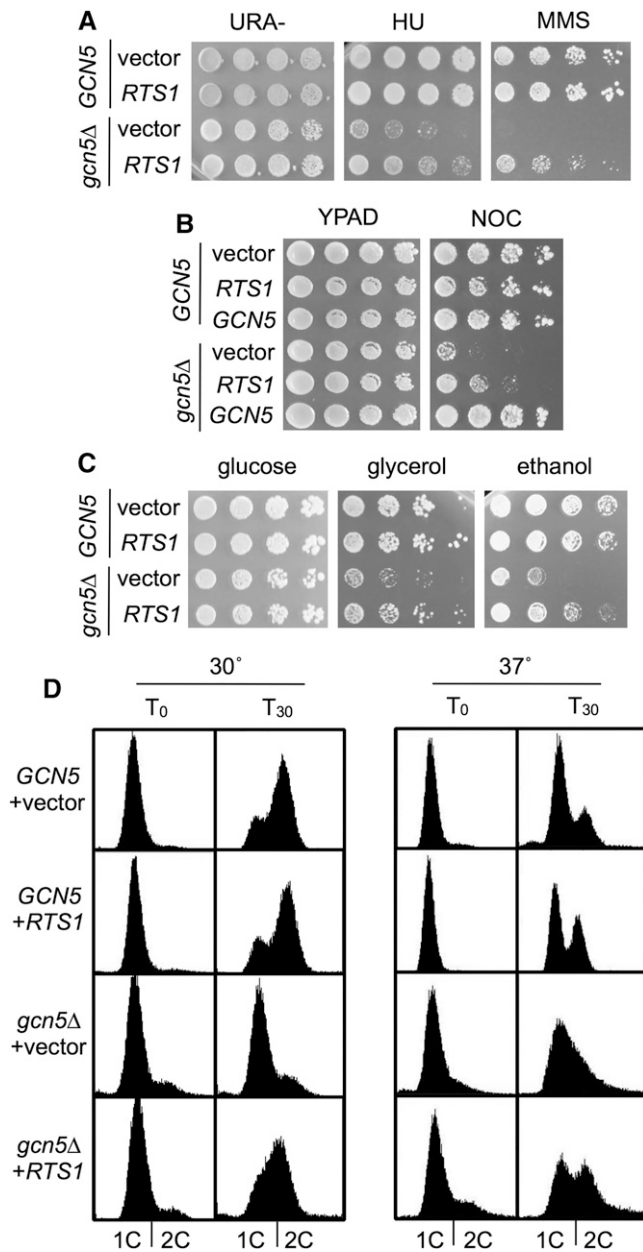 A
URA- HU MMS
GCN5
vector
RTS1
gcn5Δ
vector
RTS1
B
YPAD NOC
GCN5
vector
RTS1
GCN5
gcn5Δ
vector
RTS1
GCN5
C
glucose glycerol ethanol
GCN5
vector
RTS1
gcn5Δ
vector
RTS1
D
30° 37°
T0 T30 T0 T30
GCN5
+vector
GCN5
+RTS1
gcn5Δ
+vector
gcn5Δ
+RTS1
1C | 2C 1C | 2C 1C | 2C 1C | 2C